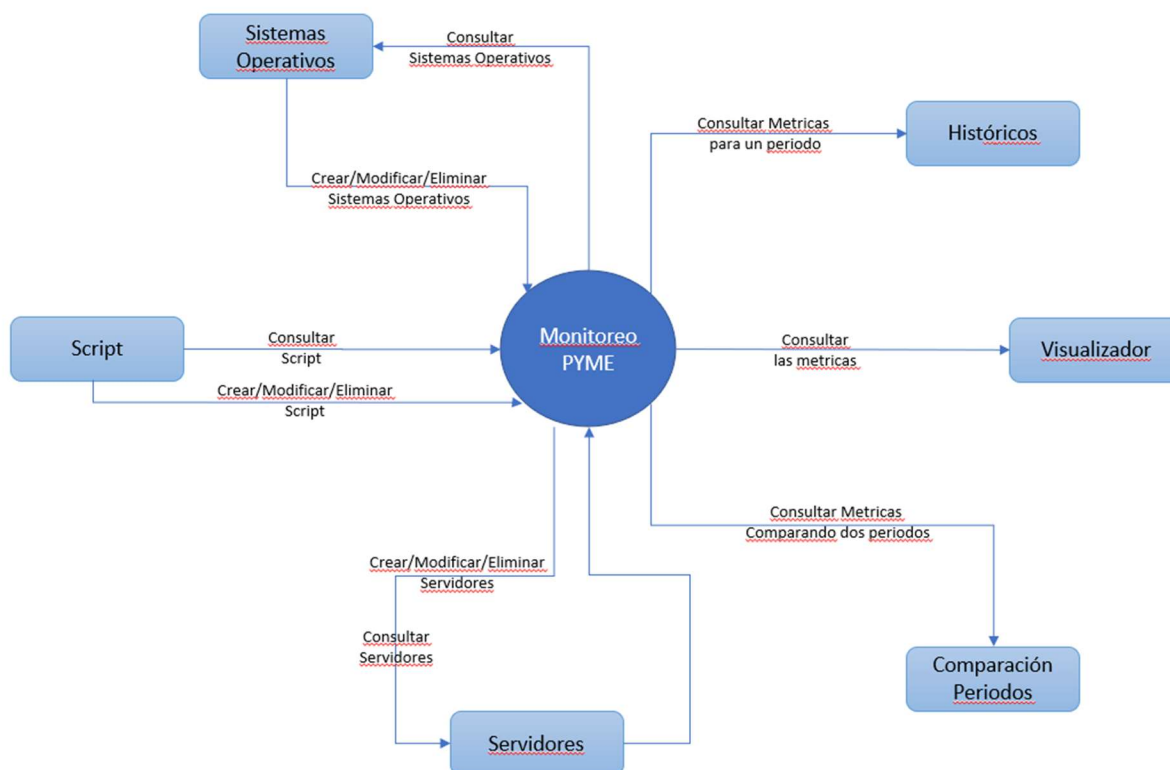 Sistemas
Operativos
Consultar
Sistemas Operativos
Consultar Metricas
para un periodo
Históricos
Crear/Modificar/Eliminar
Sistemas Operativos
Script
Consultar
Script
Crear/Modificar/Eliminar
Script
Monitoreo
PYME
Consultar
las metricas
Visualizador
Consultar Metricas
Comparando dos periodos
Crear/Modificar/Eliminar
Servidores
Consultar
Servidores
Comparación
Periodos
Servidores